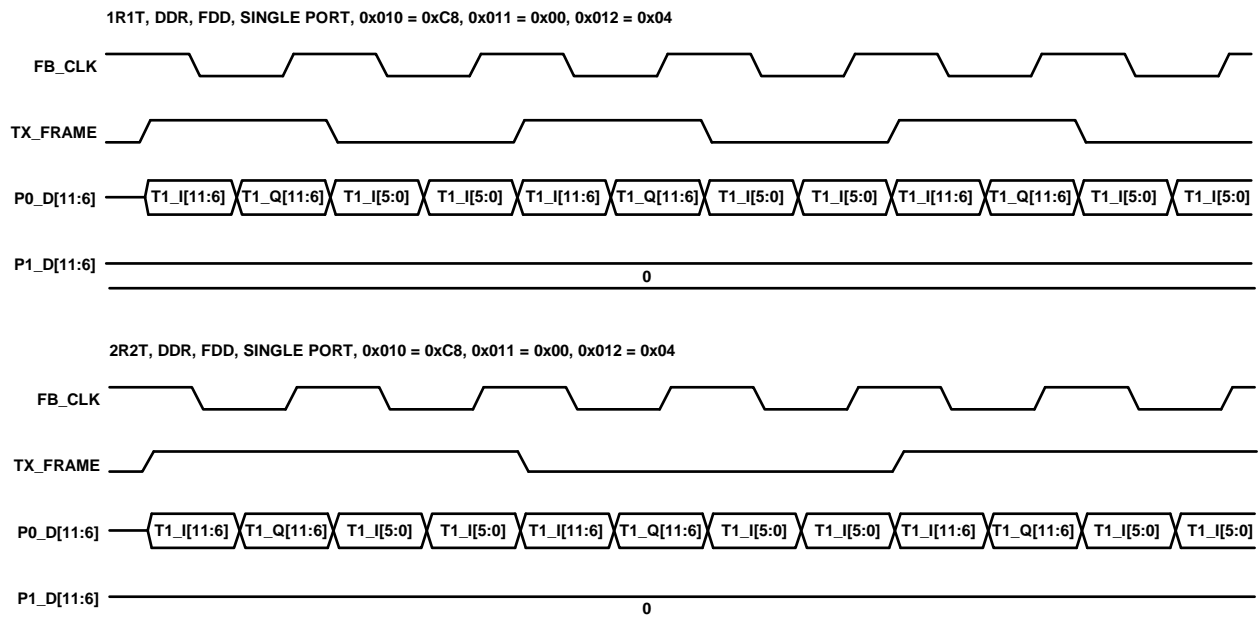 1R1T, DDR, FDD, SINGLE PORT, 0x010 = 0xC8, 0x011 = 0x00, 0x012 = 0x04
FB_CLK
TX_FRAME
P0_D[11:6] T1_I[11:6] T1_Q[11:6] T1_I[5:0] T1_I[5:0] T1_I[11:6] T1_Q[11:6] T1_I[5:0] T1_I[5:0] T1_I[11:6] T1_Q[11:6] T1_I[5:0] T1_I[5:0]
P1_D[11:6]
0
2R2T, DDR, FDD, SINGLE PORT, 0x010 = 0xC8, 0x011 = 0x00, 0x012 = 0x04
FB_CLK
TX_FRAME
P0_D[11:6] T1_I[11:6] T1_Q[11:6] T1_I[5:0] T1_I[5:0] T1_I[11:6] T1_Q[11:6] T1_I[5:0] T1_I[5:0] T1_I[11:6] T1_Q[11:6] T1_I[5:0] T1_I[5:0]
P1_D[11:6]
0